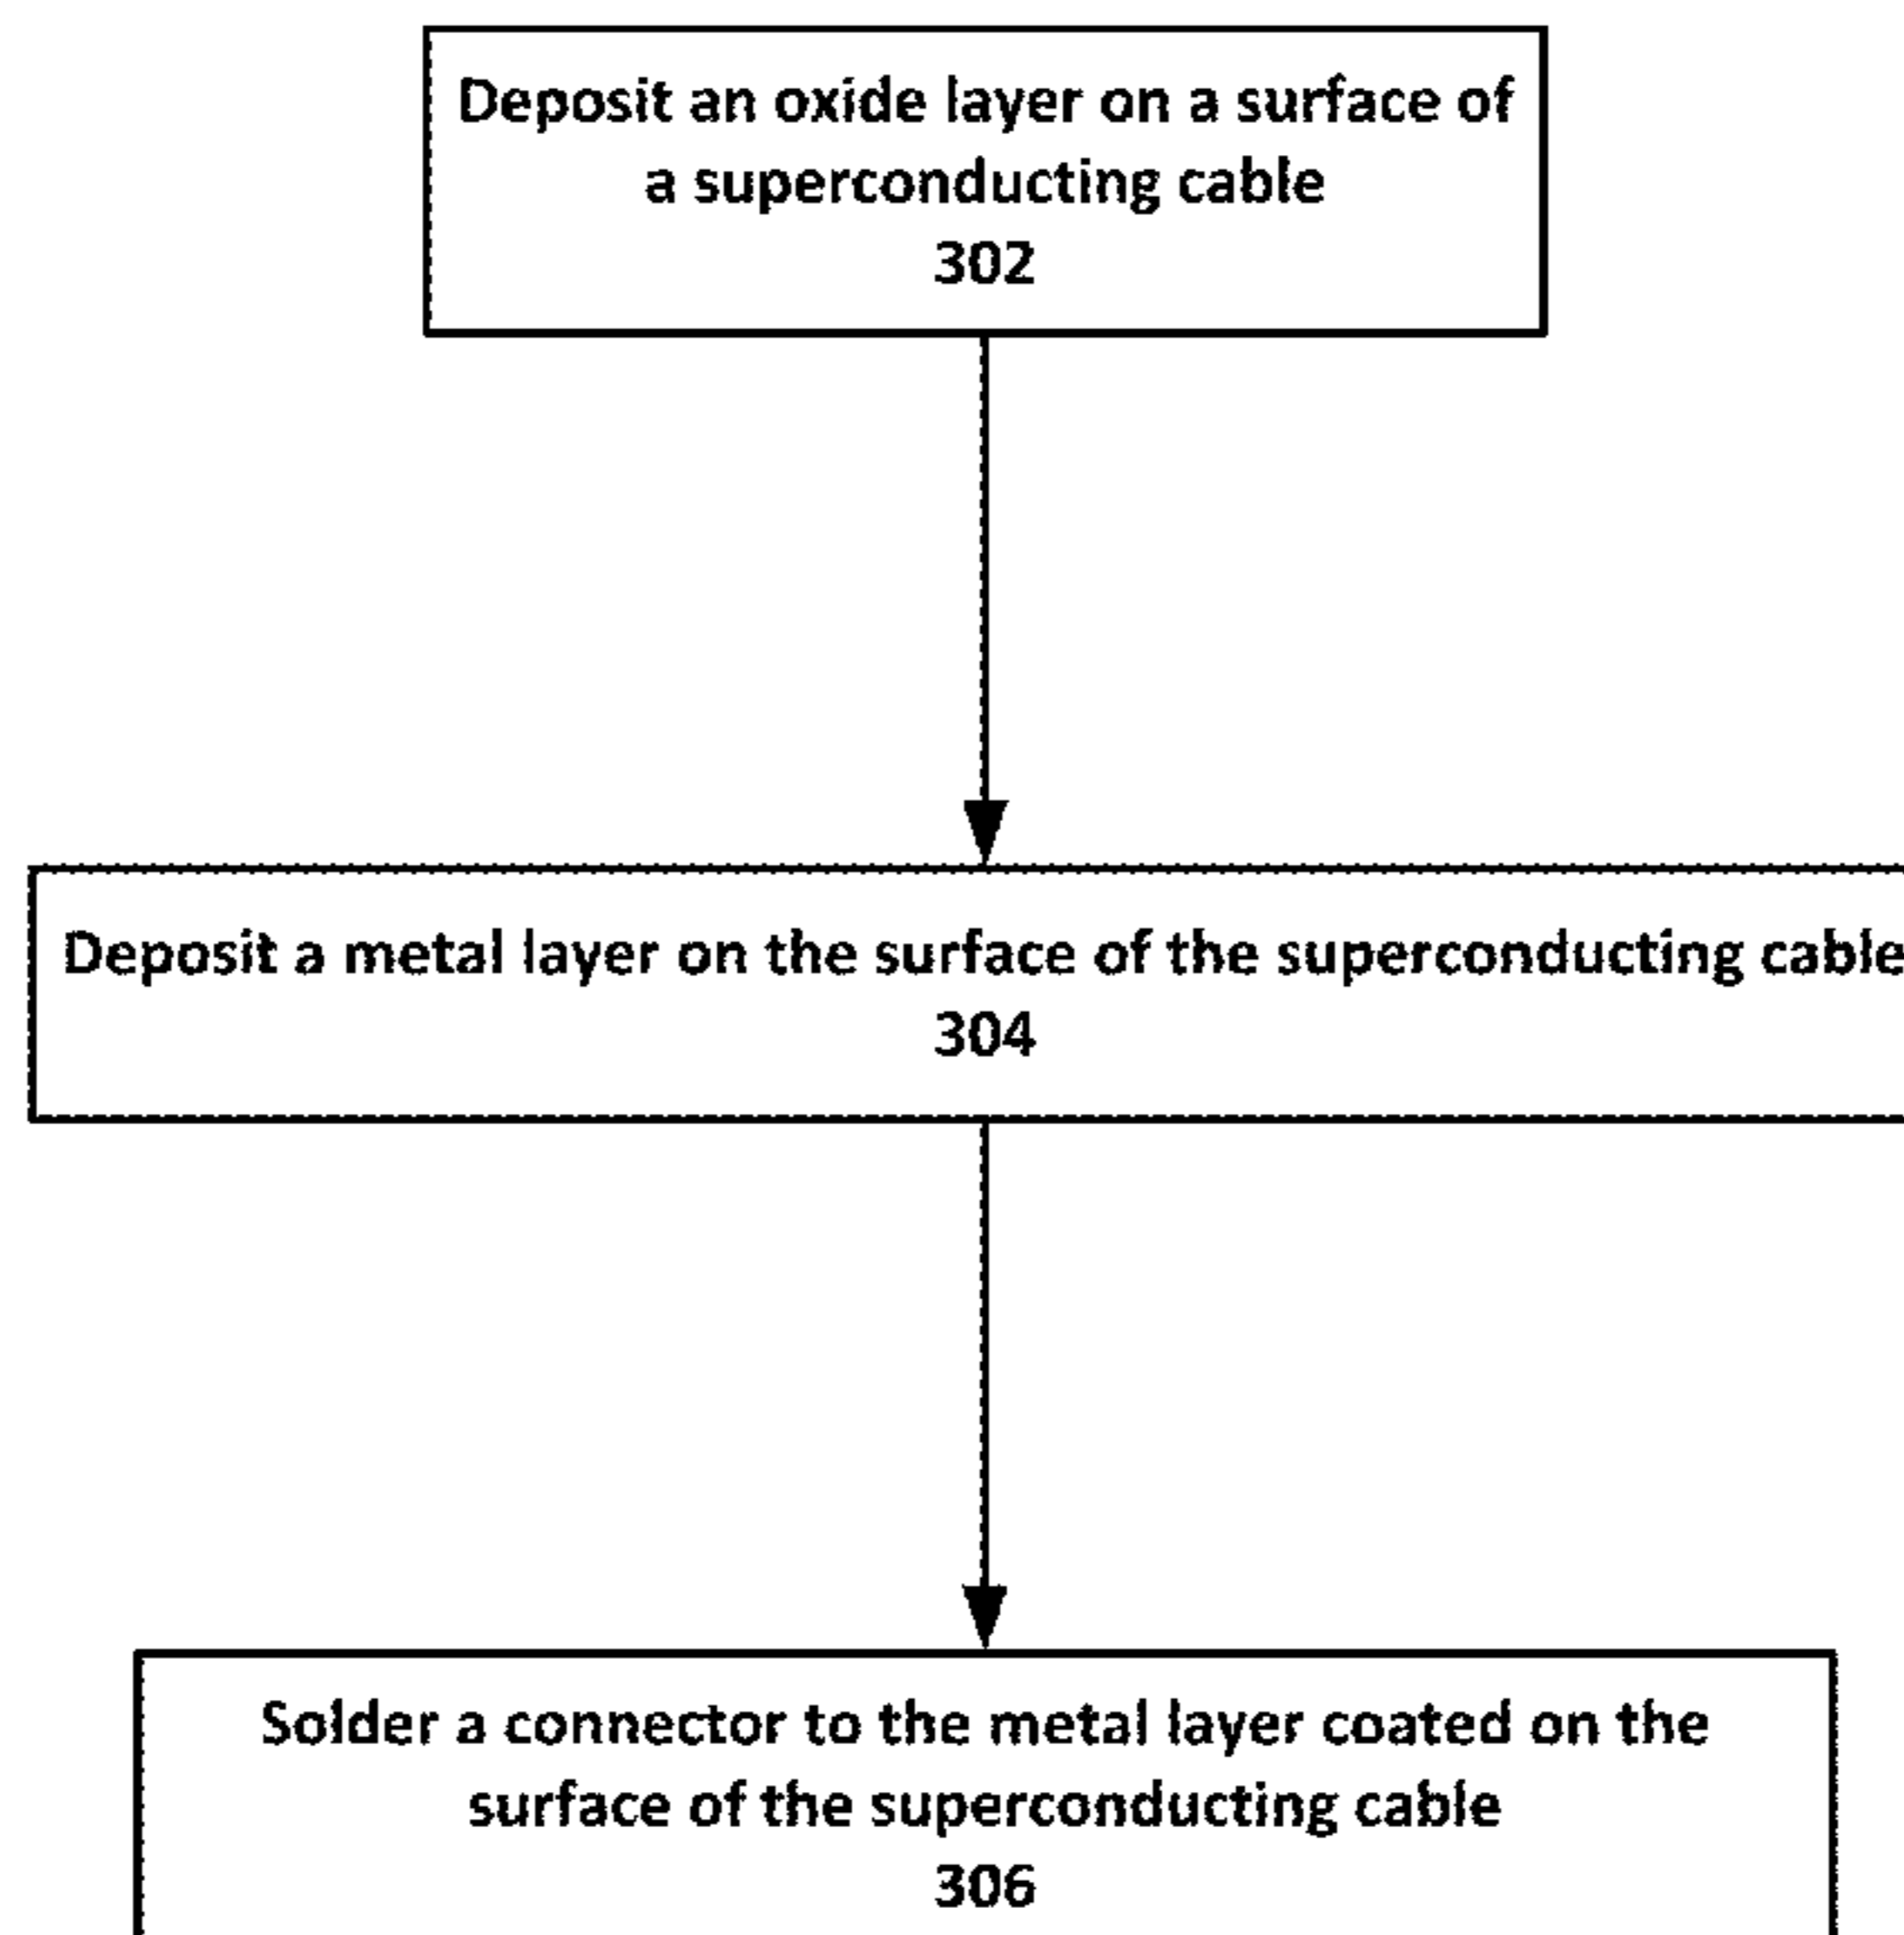 Deposit an oxide layer on a surface of
a superconducting cable
302
Deposit a metal layer on the surface of the superconducting cable
304
Solder a connector to the metal layer coated on the
surface of the superconducting cable
306